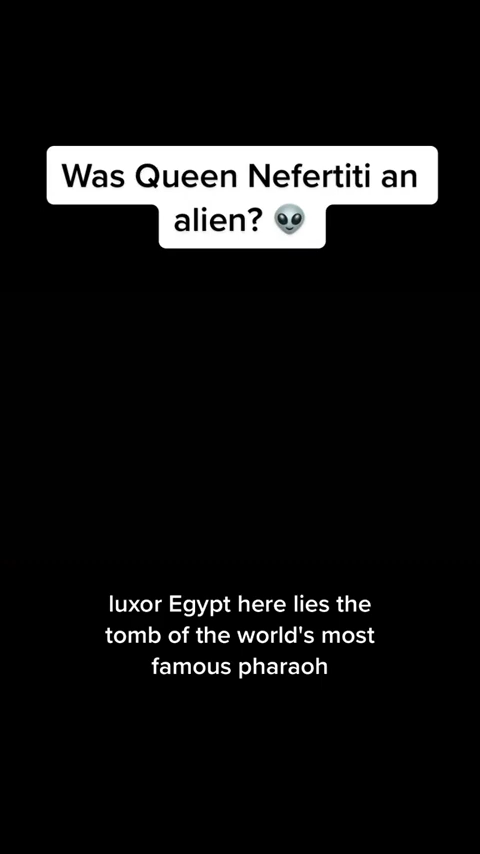 Was Queen Nefertiti an
alien? 👽
luxor Egypt here lies the
tomb of the world's most
famous pharaoh